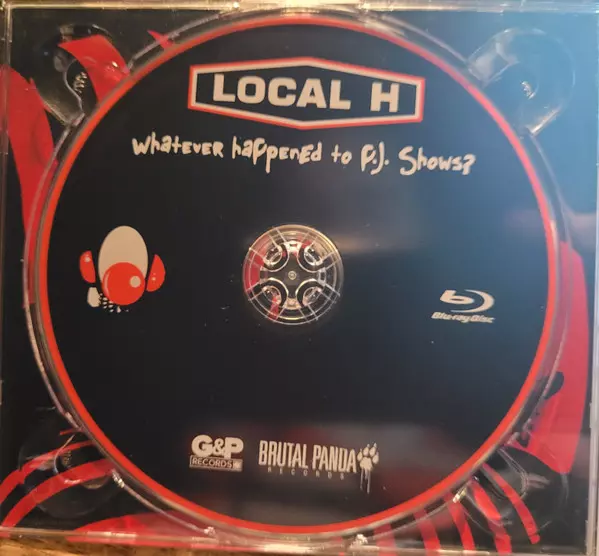 LOCAL H
whatever happened to P.J. Shows?
Blu-ray Disc
G&P
RECORDS
BRUTAL PANDA
RECORDS